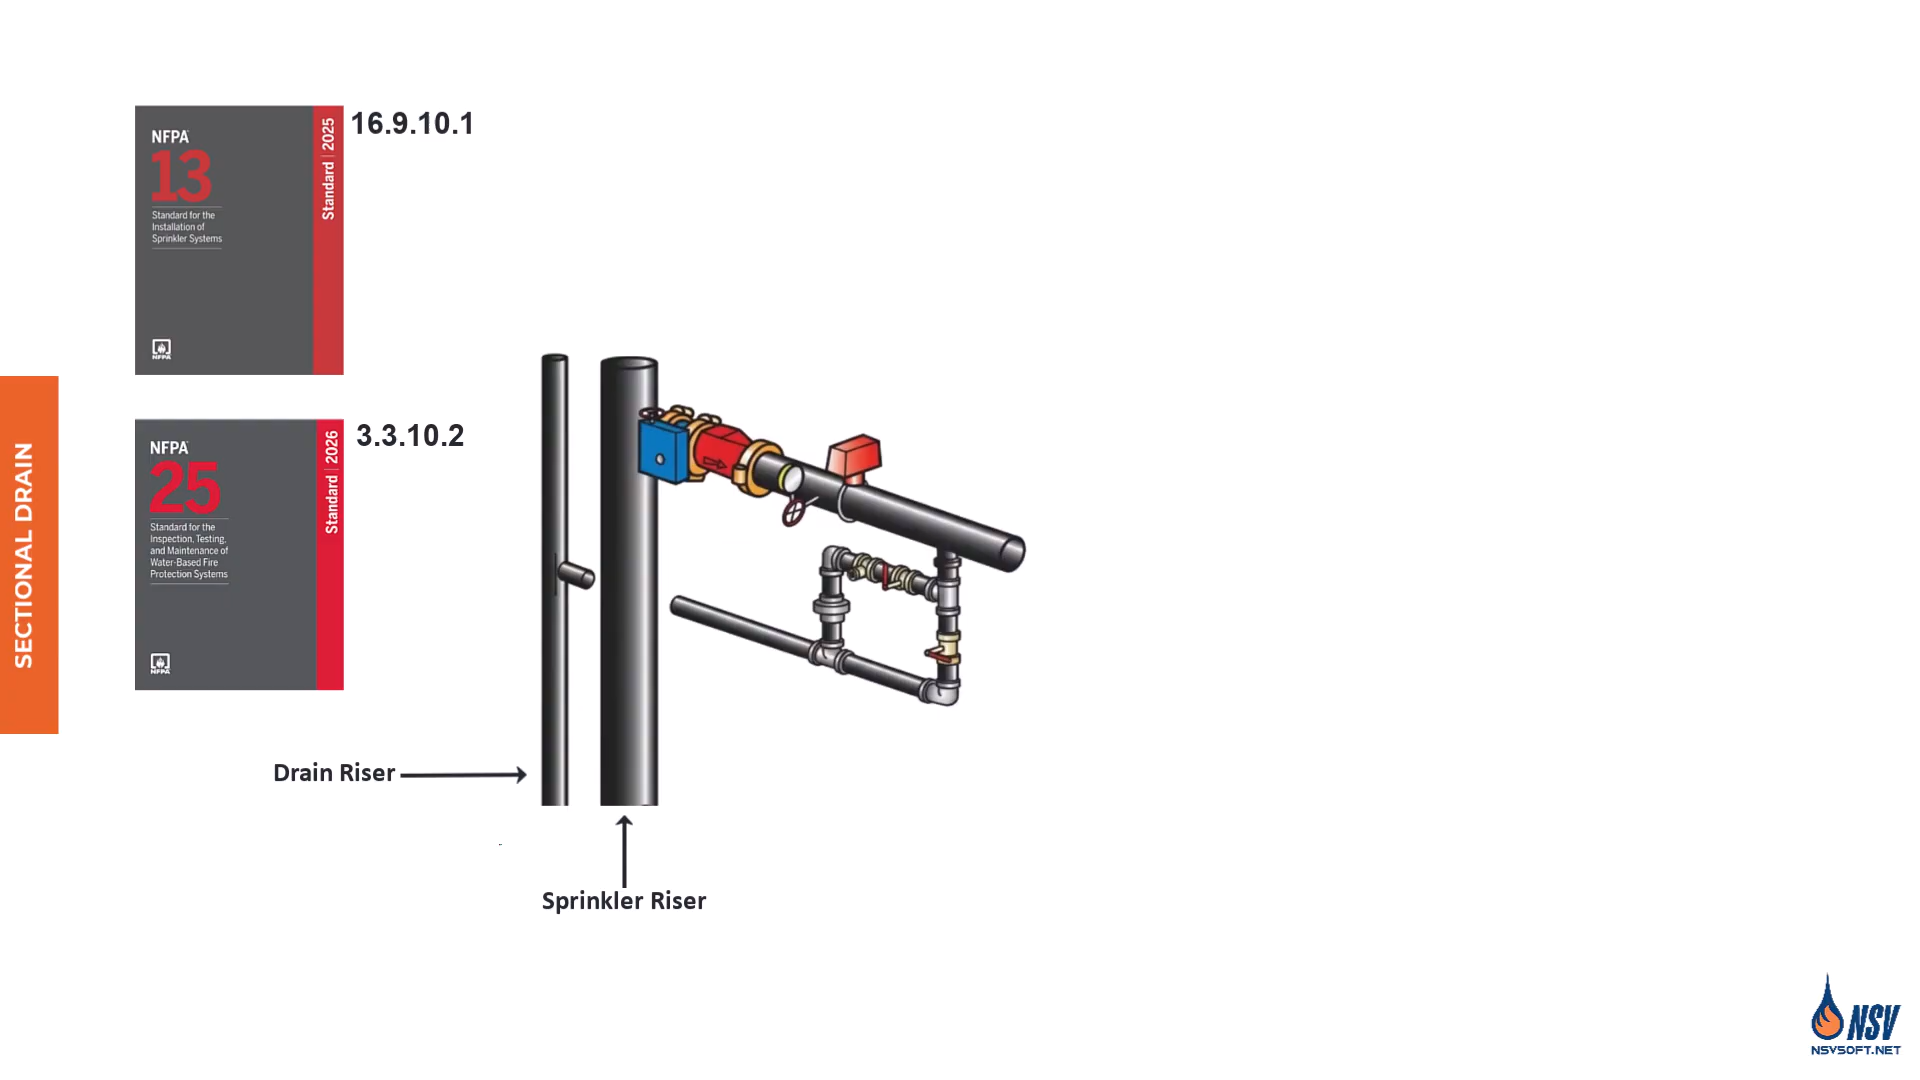 NFPA
13
Standard for the
Installation of
Sprinkler Systems
Standard | 2025
NFPA
16.9.10.1
NFPA
25
Standard for the
Inspection, Testing,
and Maintenance of
Water-Based Fire
Protection Systems
Standard | 2026
NFPA
3.3.10.2
SECTIONAL DRAIN
Drain Riser
Sprinkler Riser
NSV
NSVSOFT.NET